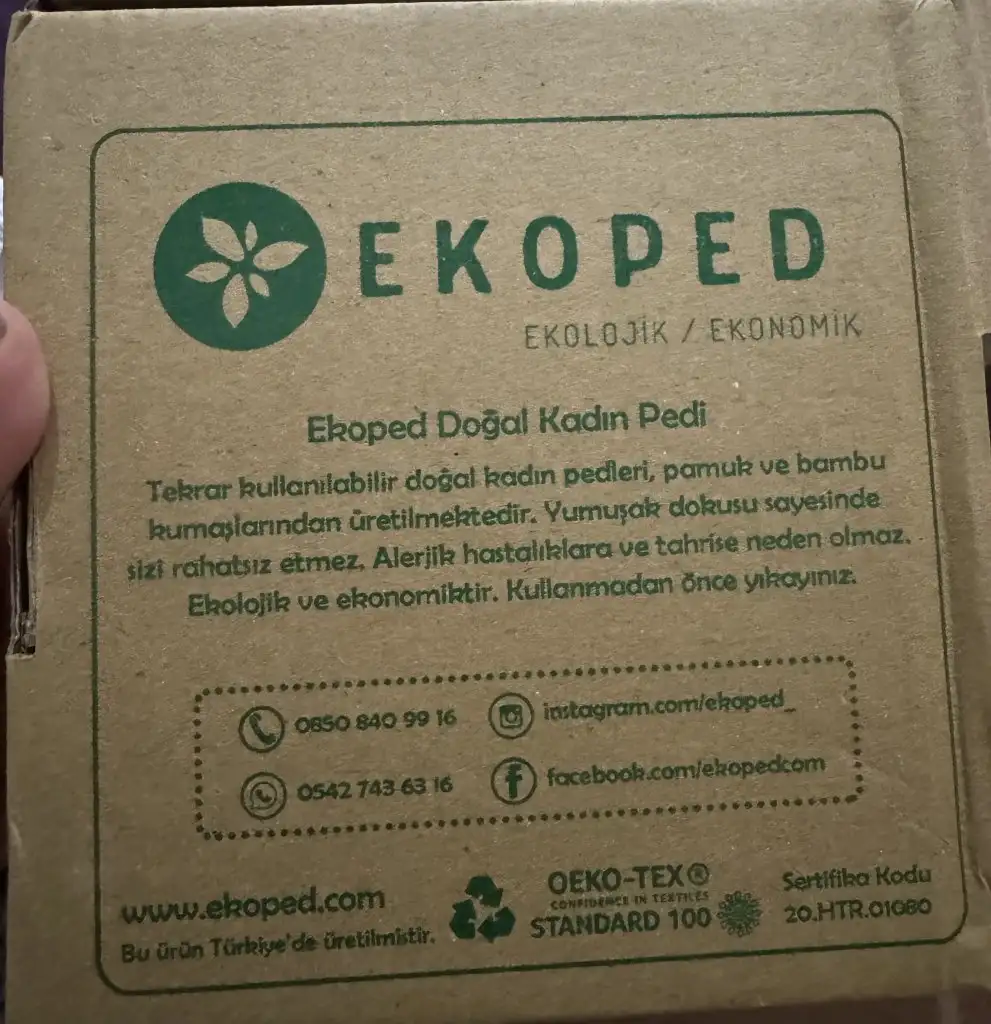 EKOPED
EKOLOJİK / EKONOMİK
Ekoped Doğal Kadın Pedi
Tekrar kullanılabilir doğal kadın pedleri, pamuk ve bambu
kumaşlarından üretilmektedir. Yumuşak dokusu sayesinde
sizi rahatsız etmez. Alerjik hastalıklara ve tahrişe neden olmaz.
Ekolojik ve ekonomiktir. Kullanmadan önce yıkayınız.
0850 840 99 16
instagram.com/ekoped_
0542 743 63 16
facebook.com/ekopedcom
www.ekoped.com
Bu ürün Türkiye'de üretilmiştir.
OEKO-TEX®
CONFIDENCE IN TEXTILES
STANDARD 100
Sertifika Kodu
20.HTR.01060